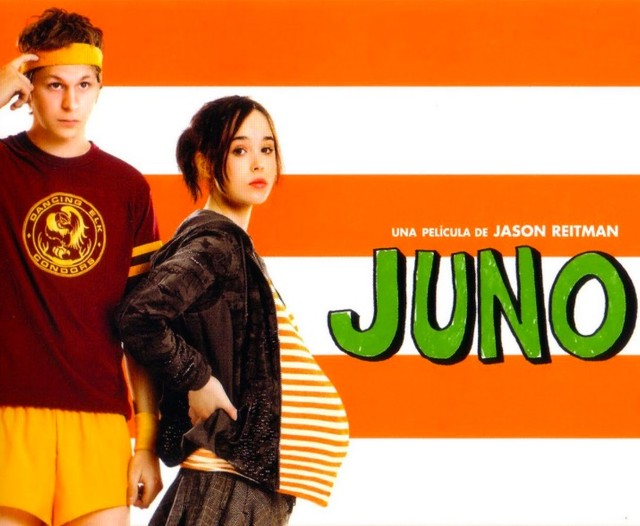 DANCING ELK
CONDORS
UNA PELÍCULA DE JASON REITMAN
JUNO